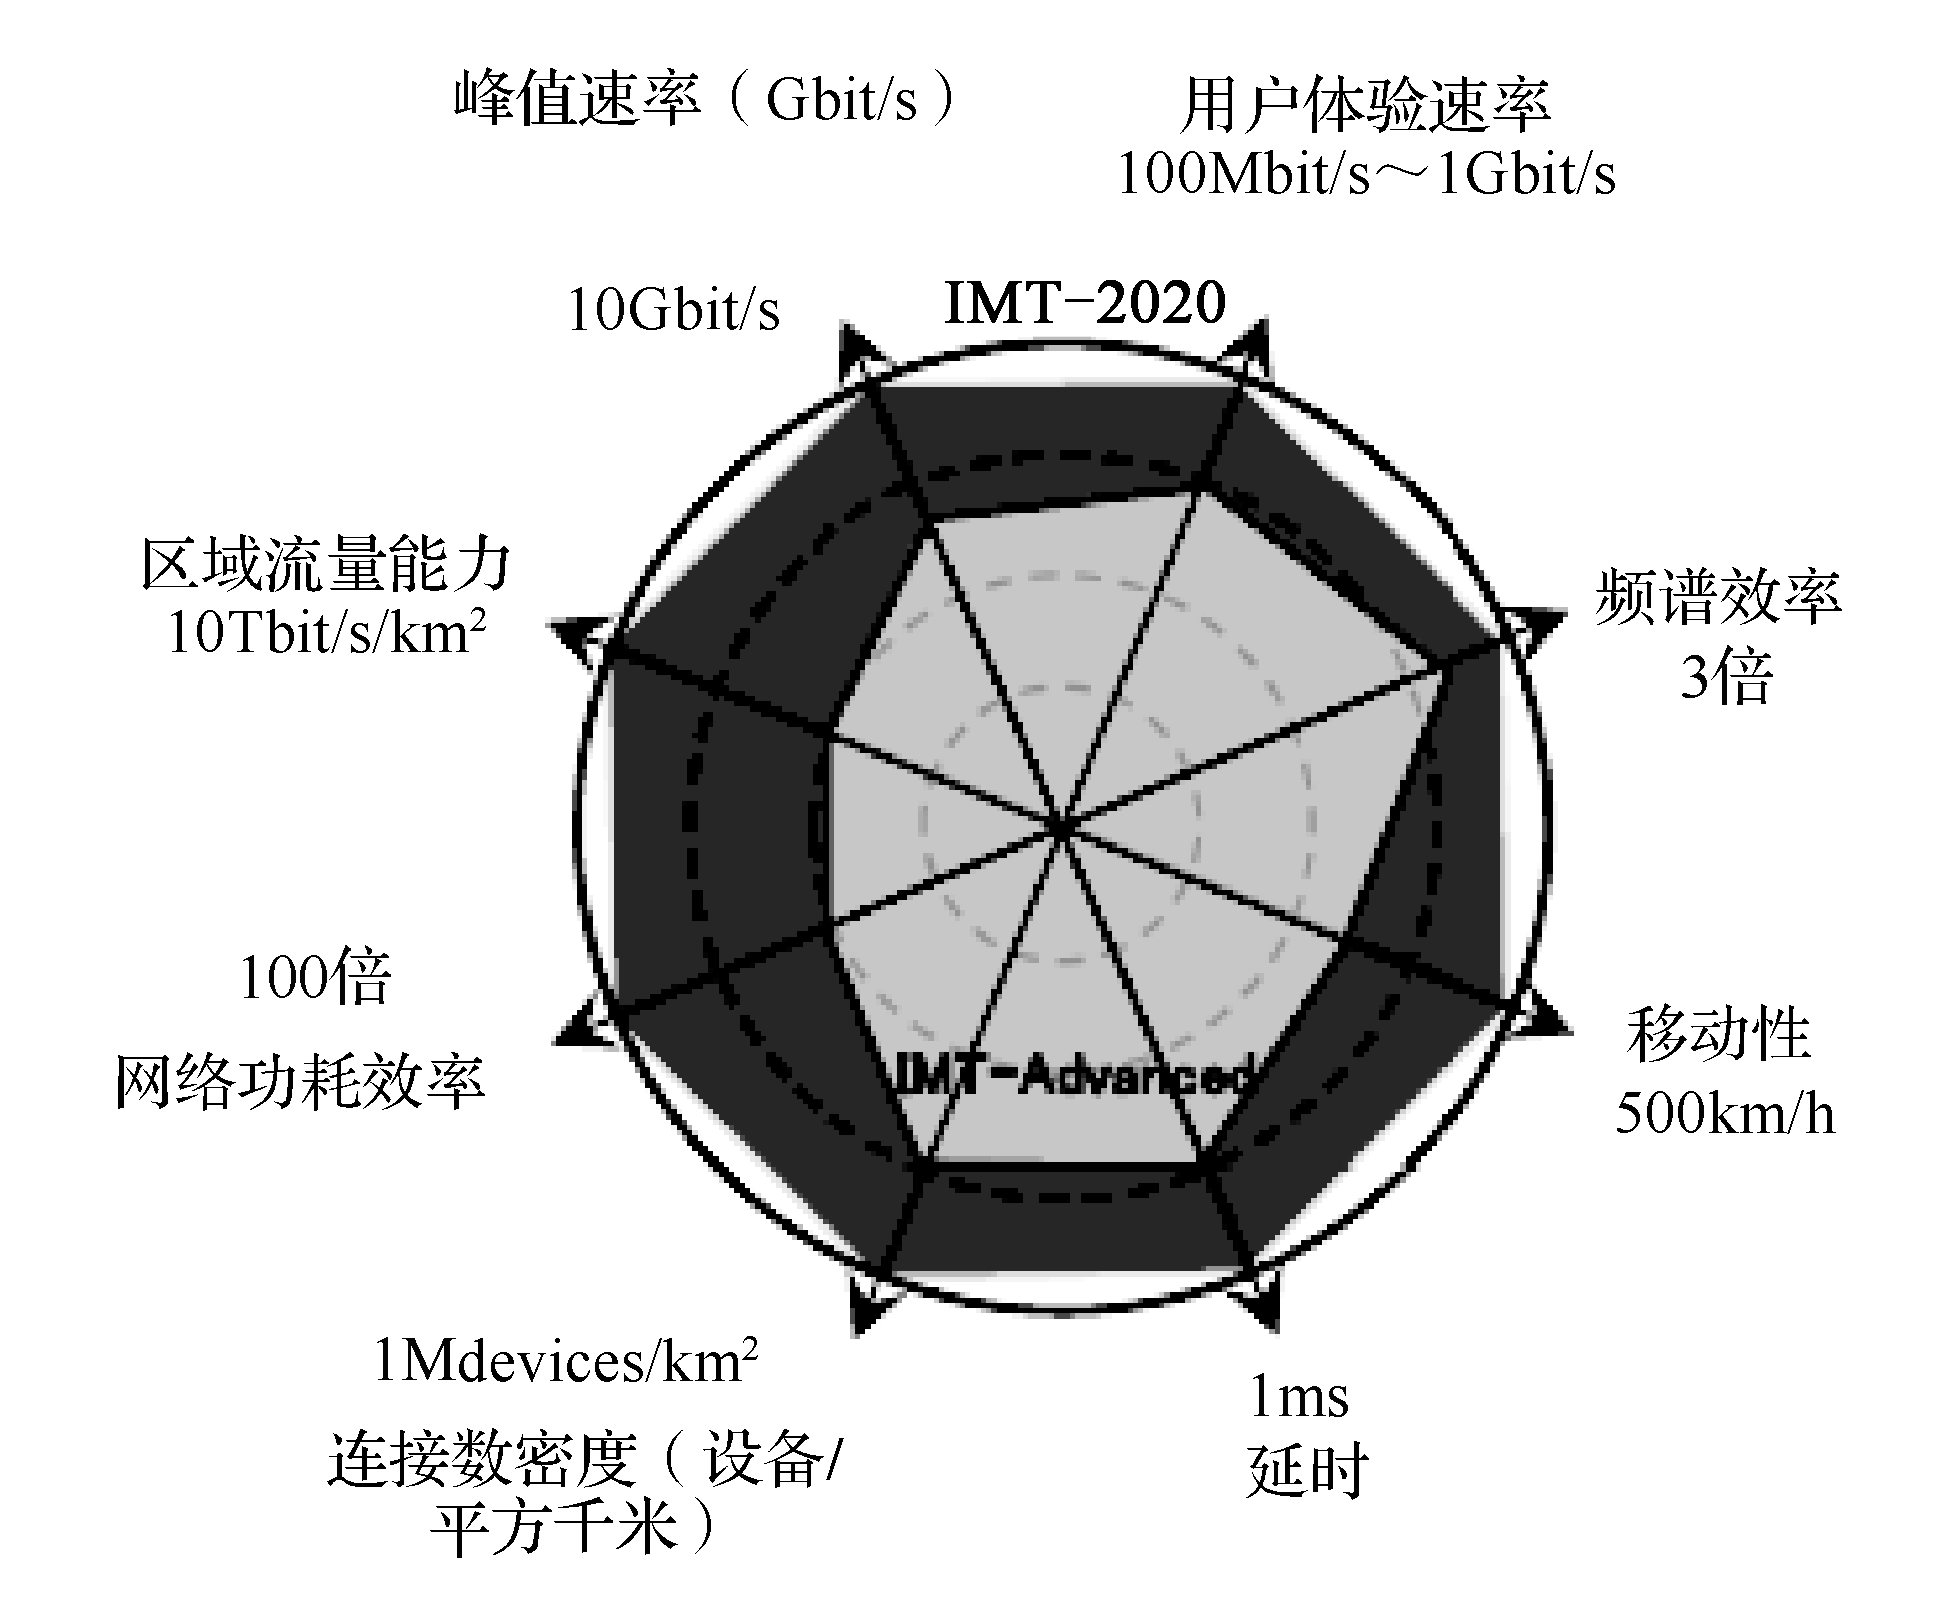 峰值速率（Gbit/s）
用户体验速率
100Mbit/s～1Gbit/s
10Gbit/s
IMT-2020
区域流量能力
10Tbit/s/km²
频谱效率
3倍
100倍
网络功耗效率
移动性
500km/h
IMT-Advanced
1Mdevices/km²
连接数密度（设备/
平方千米）
1ms
延时